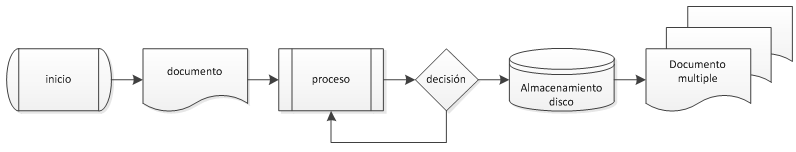 inicio
documento
proceso
decisión
Almacenamiento
disco
Documento
multiple